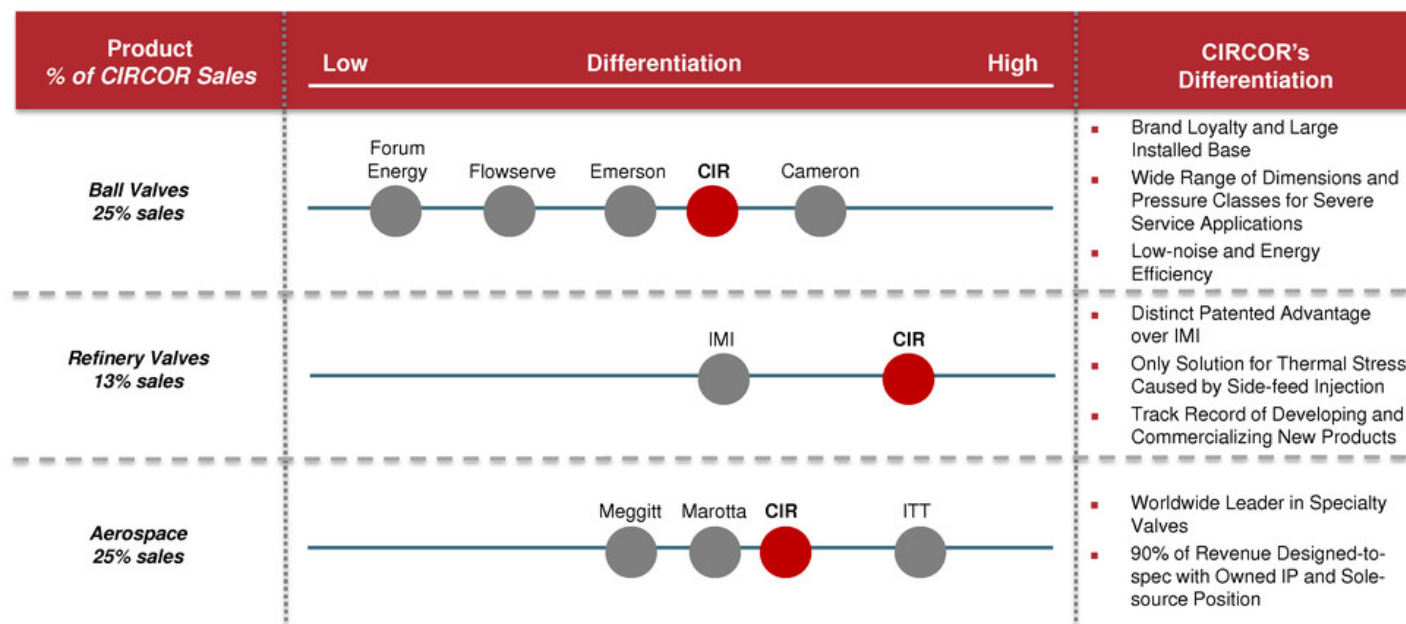 Product
% of CIRCOR Sales
Low
Differentiation
High
CIRCOR's
Differentiation
Ball Valves
25% sales
Forum
Energy
Flowserve
Emerson
CIR
Cameron
▪ Brand Loyalty and Large
Installed Base
▪ Wide Range of Dimensions and
Pressure Classes for Severe
Service Applications
▪ Low-noise and Energy
Efficiency
Refinery Valves
13% sales
IMI
CIR
▪ Distinct Patented Advantage
over IMI
▪ Only Solution for Thermal Stress
Caused by Side-feed Injection
▪ Track Record of Developing and
Commercializing New Products
Aerospace
25% sales
Meggitt
Marotta
CIR
ITT
▪ Worldwide Leader in Specialty
Valves
▪ 90% of Revenue Designed-to-
spec with Owned IP and Sole-
source Position